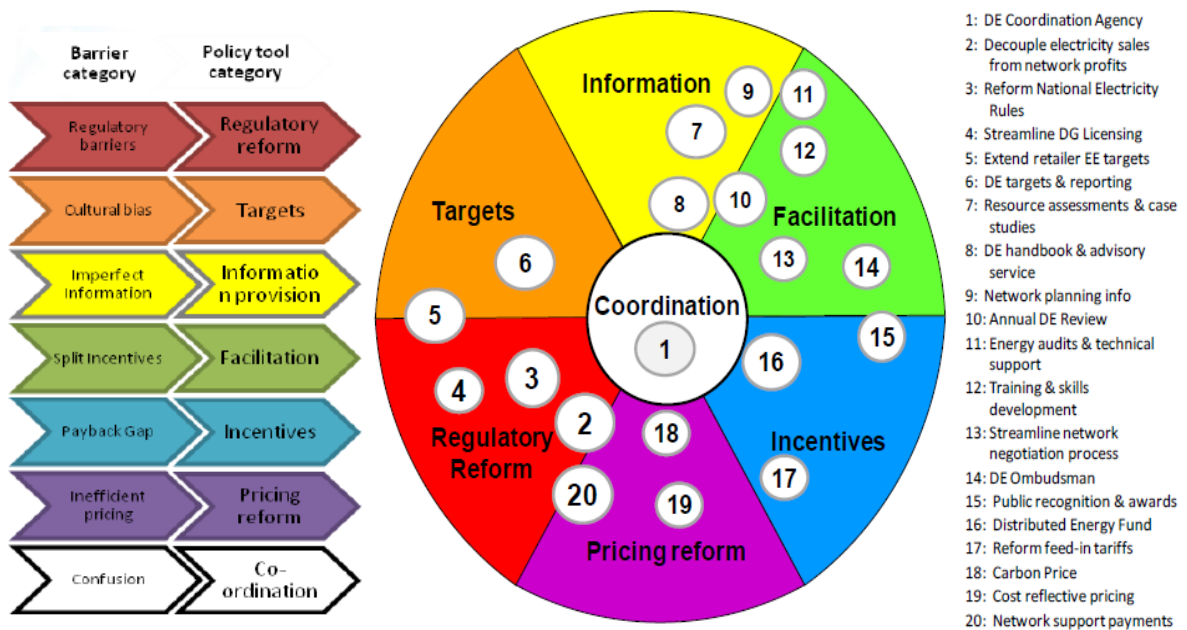 Barrier
category
Policy tool
category
Regulatory
barriers
Regulatory
reform
Cultural bias
Targets
Imperfect
Information
Informatio
n provision
Split Incentives
Facilitation
Payback Gap
Incentives
Inefficient
pricing
Pricing
reform
Confusion
Co-
ordination
Information
9
11
7
12
8
10
Targets
Facilitation
6
13
14
Coordination
5
15
1
16
3
4
2
18
Regulatory
Reform
Incentives
17
20
19
Pricing reform
1: DE Coordination Agency
2: Decouple electricity sales
from network profits
3: Reform National Electricity
Rules
4: Streamline DG Licensing
5: Extend retailer EE targets
6: DE targets & reporting
7: Resource assessments & case
studies
8: DE handbook & advisory
service
9: Network planning info
10: Annual DE Review
11: Energy audits & technical
support
12: Training & skills
development
13: Streamline network
negotiation process
14: DE Ombudsman
15: Public recognition & awards
16: Distributed Energy Fund
17: Reform feed-in tariffs
18: Carbon Price
19: Cost reflective pricing
20: Network support payments